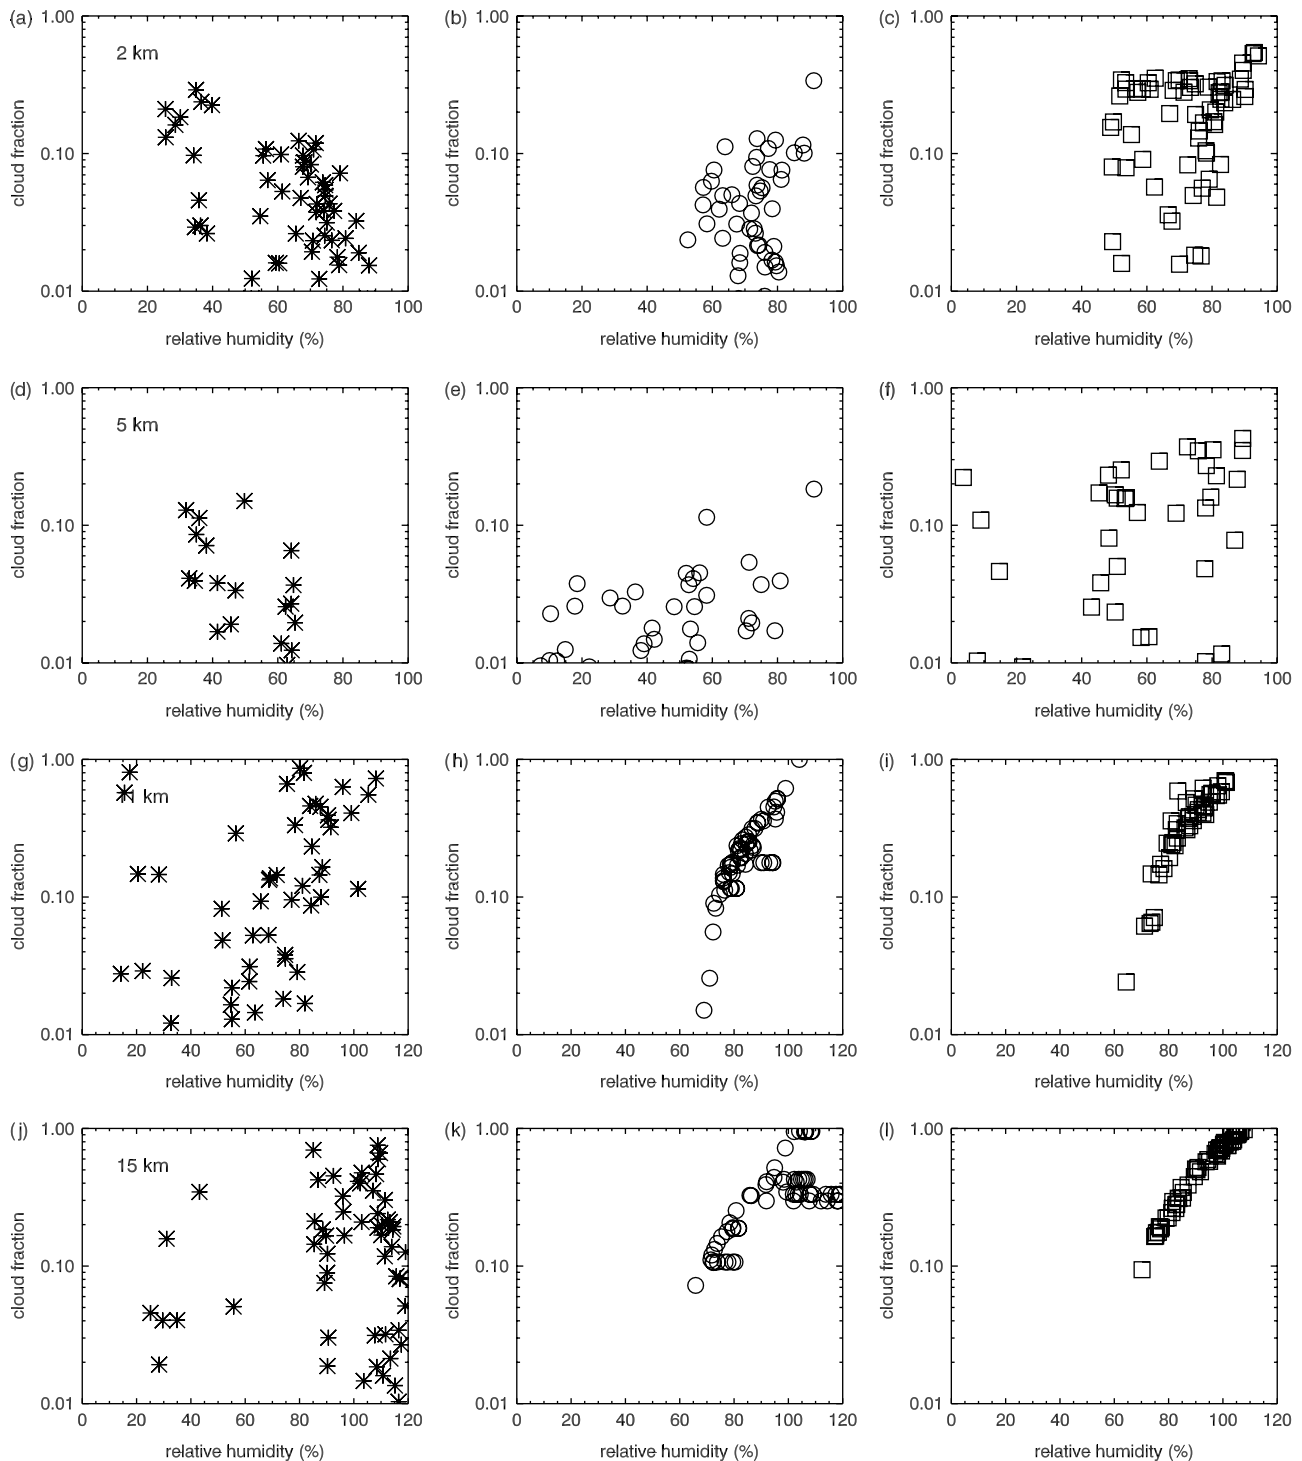 (a) 1.00 2 km cloud fraction 0.10 0.01 0 20 40 60 80 100 relative humidity (%)
(b) 1.00 cloud fraction 0.10 0.01 0 20 40 60 80 100 relative humidity (%)
(c) 1.00 cloud fraction 0.10 0.01 0 20 40 60 80 100 relative humidity (%)
(d) 1.00 5 km cloud fraction 0.10 0.01 0 20 40 60 80 100 relative humidity (%)
(e) 1.00 cloud fraction 0.10 0.01 0 20 40 60 80 100 relative humidity (%)
(f) 1.00 cloud fraction 0.10 0.01 0 20 40 60 80 100 relative humidity (%)
(g) 1.00 km cloud fraction 0.10 0.01 0 20 40 60 80 100 120 relative humidity (%)
(h) 1.00 cloud fraction 0.10 0.01 0 20 40 60 80 100 120 relative humidity (%)
(i) 1.00 cloud fraction 0.10 0.01 0 20 40 60 80 100 120 relative humidity (%)
(j) 1.00 15 km cloud fraction 0.10 0.01 0 20 40 60 80 100 120 relative humidity (%)
(k) 1.00 cloud fraction 0.10 0.01 0 20 40 60 80 100 120 relative humidity (%)
(l) 1.00 cloud fraction 0.10 0.01 0 20 40 60 80 100 120 relative humidity (%)